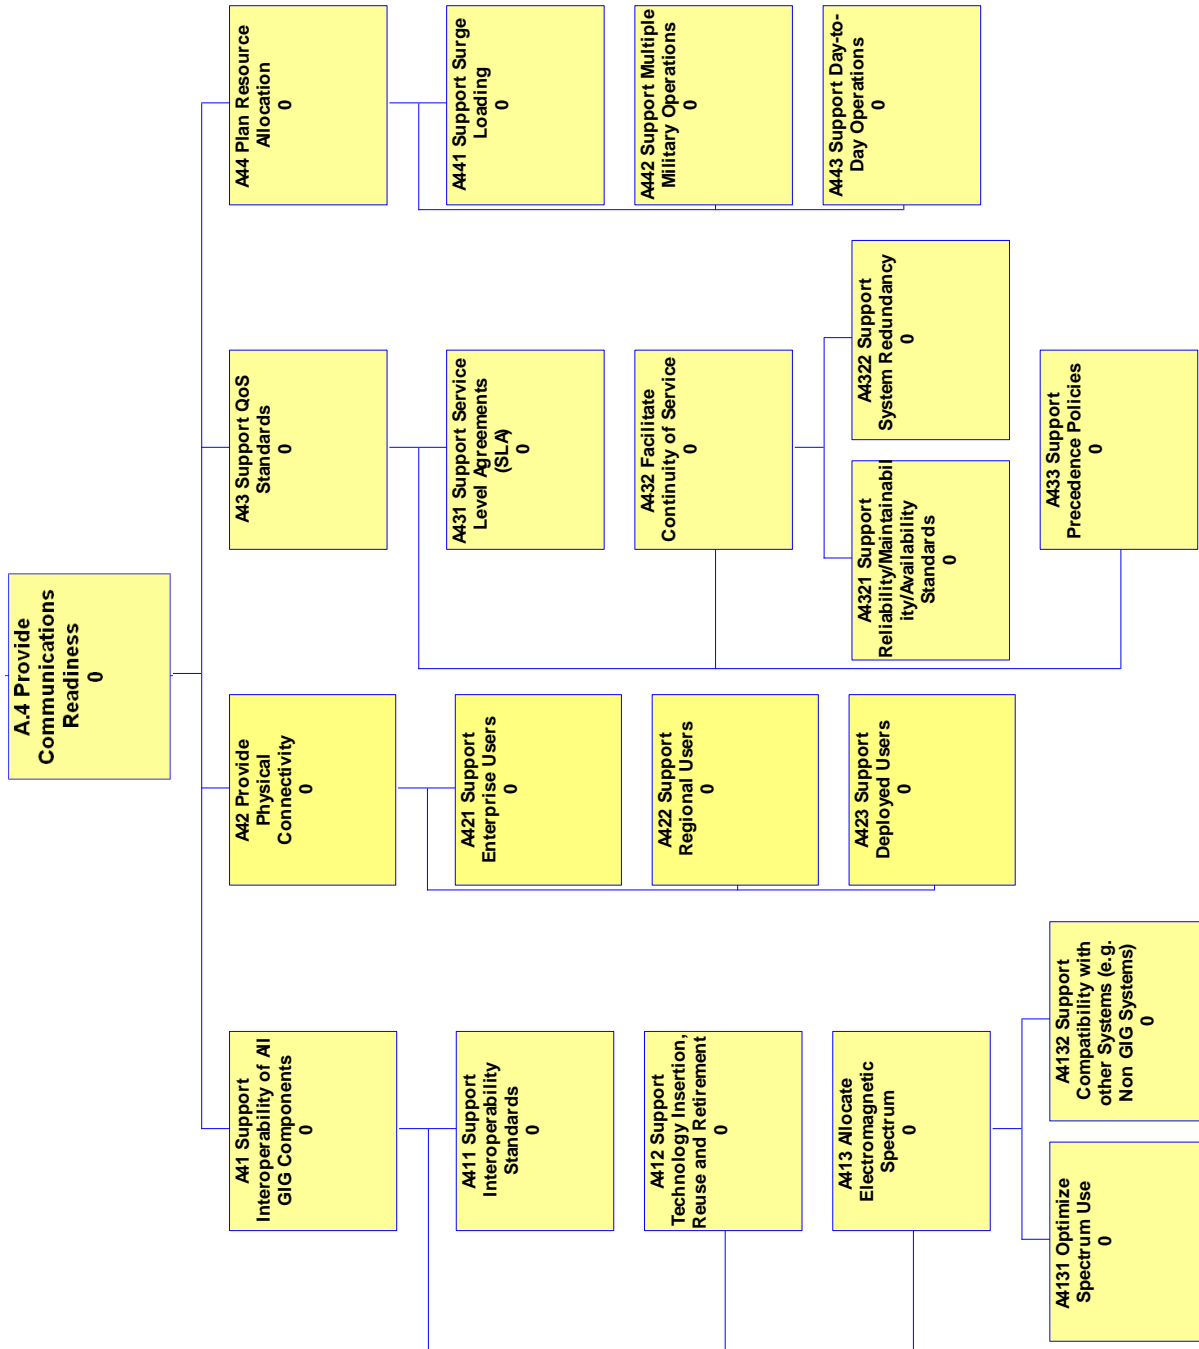 A.4 Provide
Communications
Readiness
0
A41 Support
Interoperability of All
GIG Components
0
A42 Provide
Physical
Connectivity
0
A43 Support QoS
Standards
0
A44 Plan Resource
Allocation
0
A411 Support
Interoperability
Standards
0
A421 Support
Enterprise Users
0
A431 Support Service
Level Agreements
(SLA)
0
A441 Support Surge
Loading
0
A412 Support
Technology Insertion,
Reuse and Retirement
0
A422 Support
Regional Users
0
A432 Facilitate
Continuity of Service
0
A442 Support Multiple
Military Operations
0
A413 Allocate
Electromagnetic
Spectrum
0
A423 Support
Deployed Users
0
A4321 Support
Reliability/Maintainabil
ity/Availability
Standards
0
A4322 Support
System Redundancy
0
A443 Support Day-to-
Day Operations
0
A4131 Optimize
Spectrum Use
0
A4132 Support
Compatibility with
other Systems (e.g.
Non GIG Systems)
0
A433 Support
Precedence Policies
0